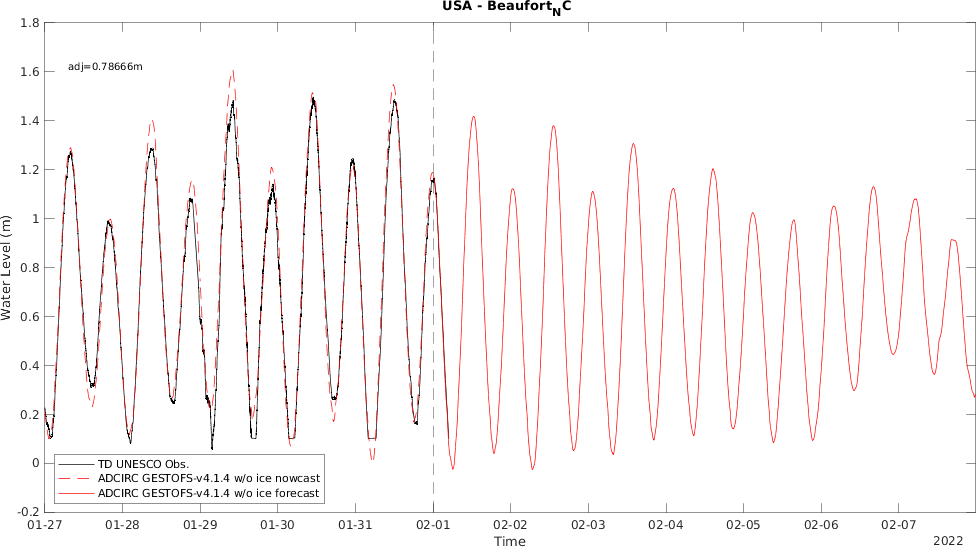 USA - Beaufort_NC
1.8
1.6
1.4
1.2
1
0.8
0.6
0.4
0.2
0
-0.2
Water Level (m)
adj=0.78666m
TD UNESCO Obs.
ADCIRC GESTOFS-v4.1.4 w/o ice nowcast
ADCIRC GESTOFS-v4.1.4 w/o ice forecast
01-27 01-28 01-29 01-30 01-31 02-01 02-02 02-03 02-04 02-05 02-06 02-07
Time
2022